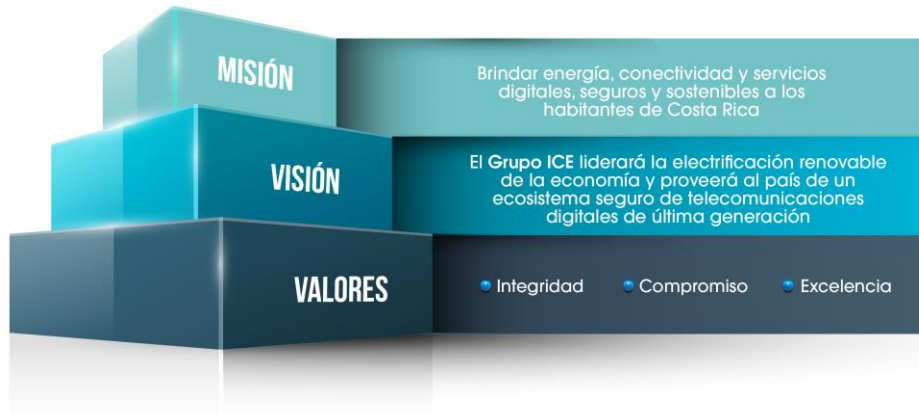 MISIÓN
Brindar energía, conectividad y servicios
digitales, seguros y sostenibles a los
habitantes de Costa Rica
VISIÓN
El Grupo ICE liderará la electrificación renovable
de la economía y proveerá al país de un
ecosistema seguro de telecomunicaciones
digitales de última generación
VALORES
Integridad Compromiso Excelencia